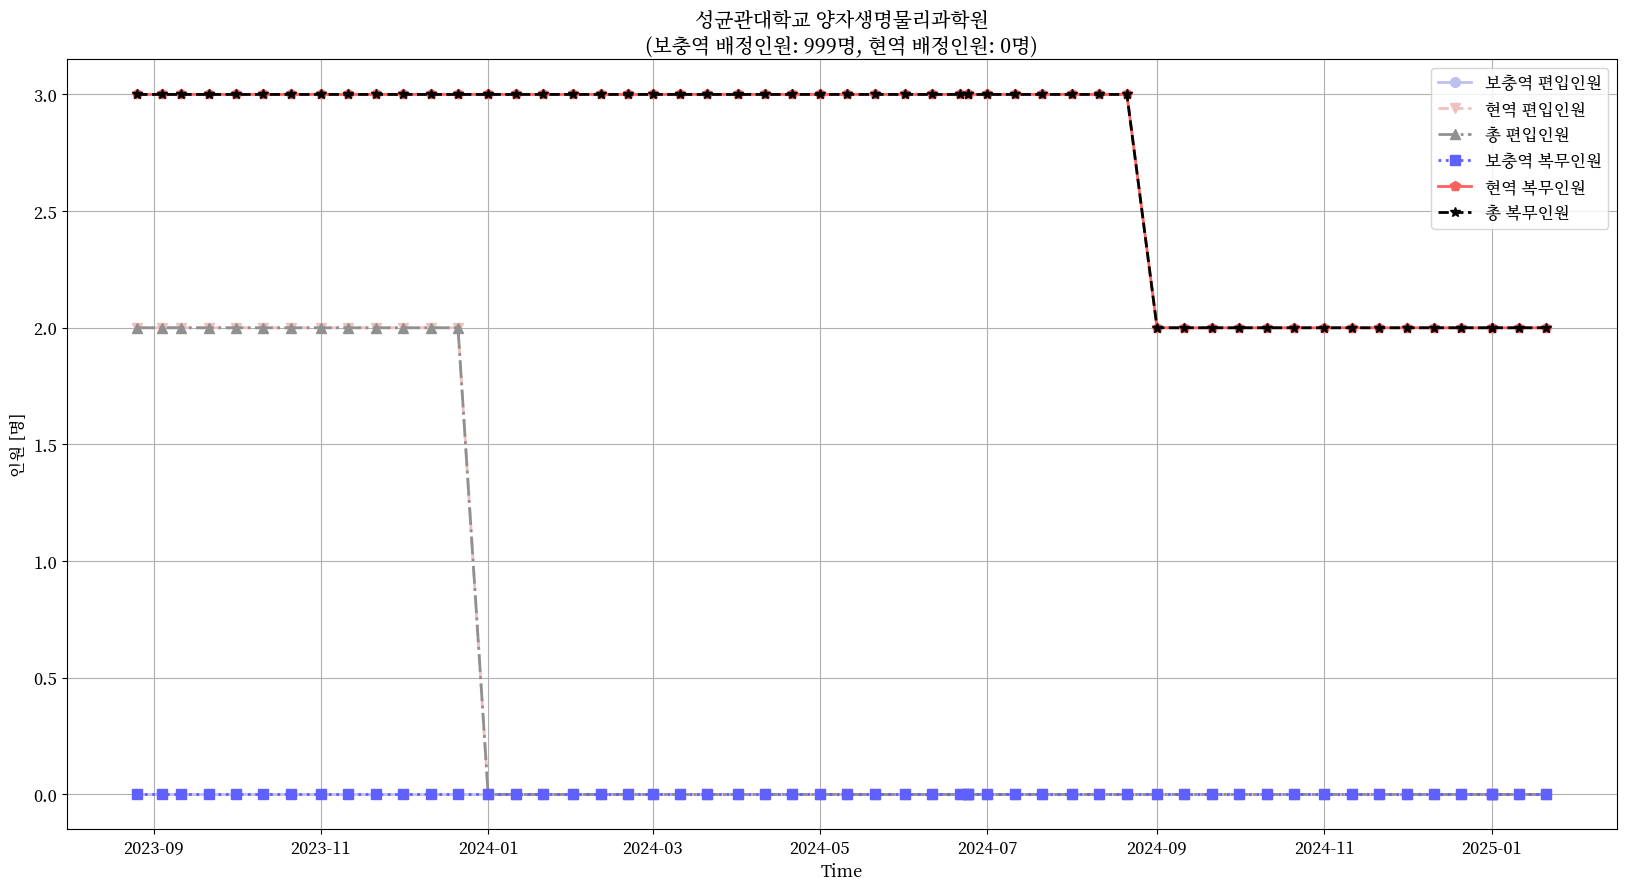 성균관대학교 양자생명물리과학원
(보충역 배정인원: 999명, 현역 배정인원: 0명)
보충역 편입인원
현역 편입인원
총 편입인원
보충역 복무인원
현역 복무인원
총 복무인원
인원 [명]
3.0
2.5
2.0
1.5
1.0
0.5
0.0
2023-09
2023-11
2024-01
2024-03
2024-05
2024-07
2024-09
2024-11
2025-01
Time